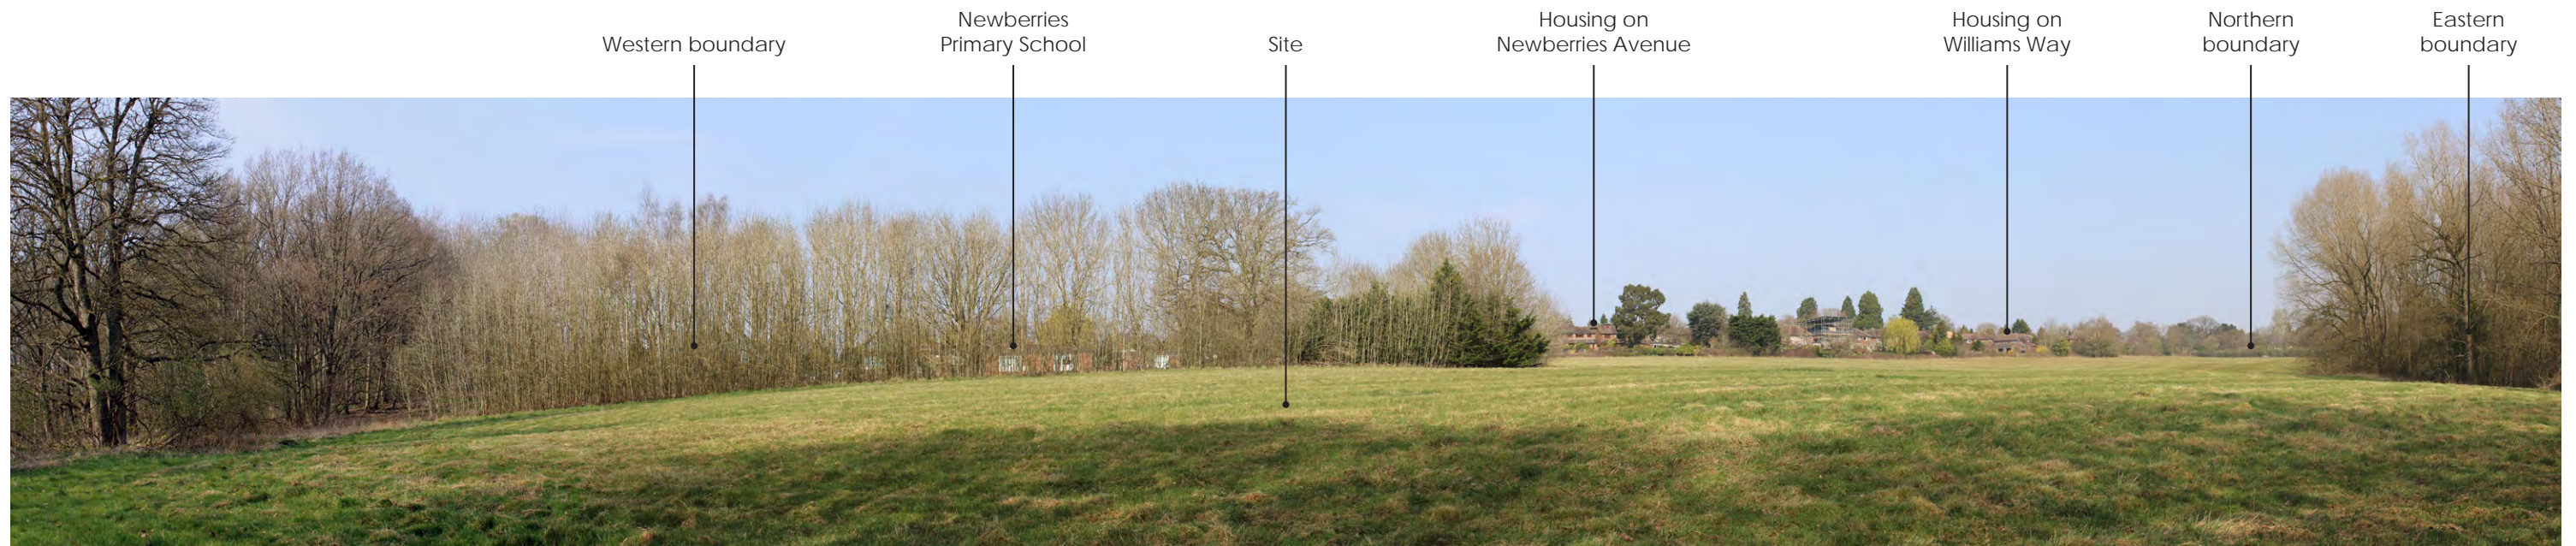 Western boundary
Newberries
Primary School
Site
Housing on
Newberries Avenue
Housing on
Williams Way
Northern
boundary
Eastern
boundary